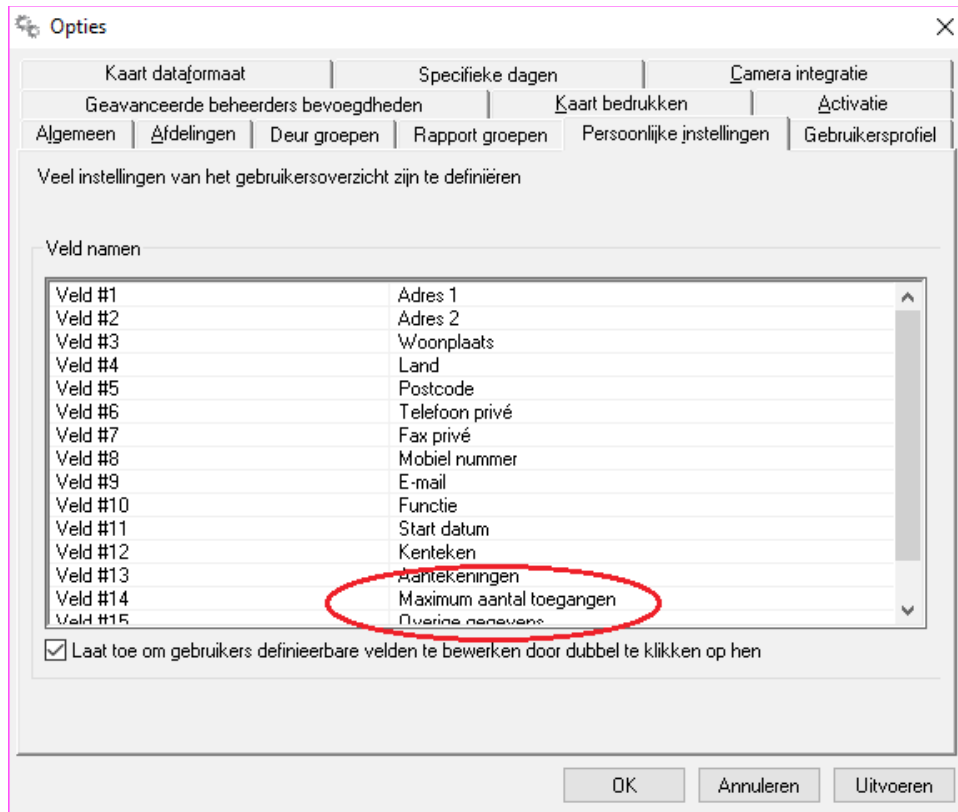 Opties
Kaart dataformaat Specifieke dagen Camera integratie
Geavanceerde beheerders bevoegdheden Kaart bedrukken Activatie
Algemeen Afdelingen Deur groepen Rapport groepen Persoonlijke instellingen Gebruikersprofiel
Veel instellingen van het gebruikersoverzicht zijn te definiëren
Veld namen
Veld #1 Adres 1
Veld #2 Adres 2
Veld #3 Woonplaats
Veld #4 Land
Veld #5 Postcode
Veld #6 Telefoon privé
Veld #7 Fax privé
Veld #8 Mobiel nummer
Veld #9 E-mail
Veld #10 Functie
Veld #11 Start datum
Veld #12 Kenteken
Veld #13 Aantekeningen
Veld #14 Maximum aantal toegangen
Veld #15 Overige gegevens
Laat toe om gebruikers definieerbare velden te bewerken door dubbel te klikken op hen
OK Annuleren Uitvoeren